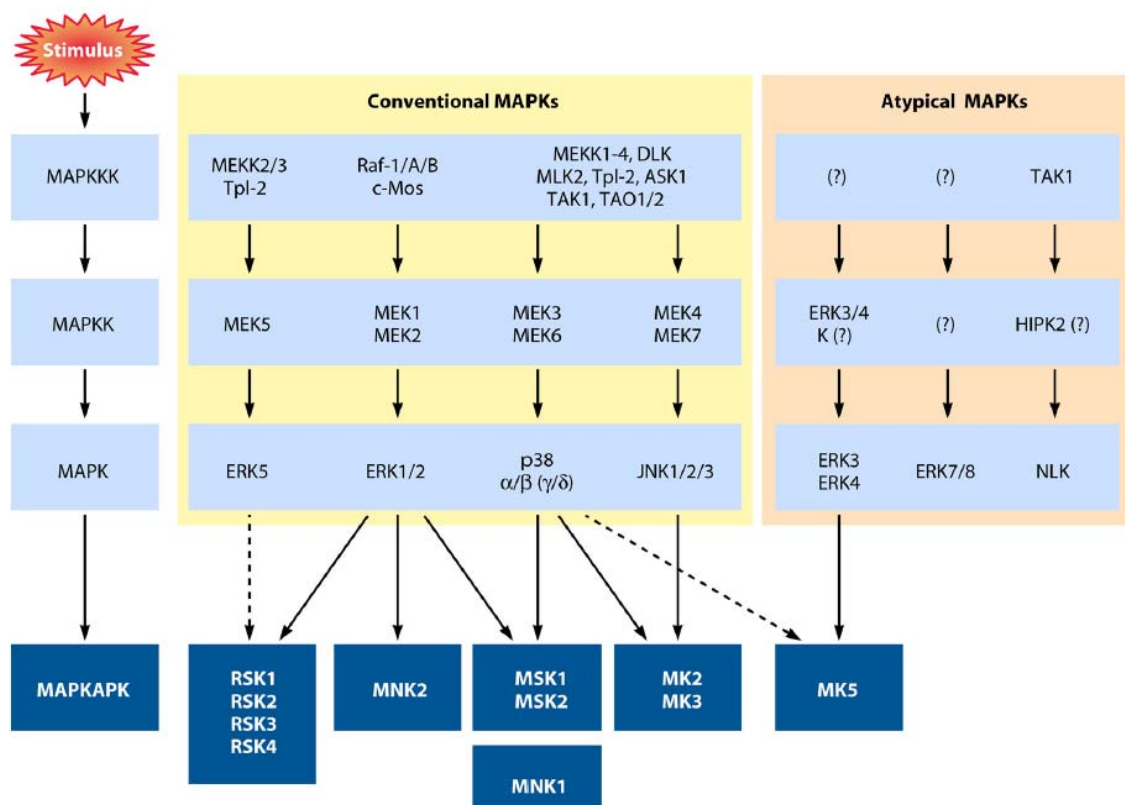 Stimulus
Conventional MAPKs
Atypical MAPKs
MAPKKK
MEKK2/3
Tpl-2
Raf-1/A/B
c-Mos
MEKK1-4, DLK
MLK2, Tpl-2, ASK1
TAK1, TAO1/2
(?)
(?)
TAK1
MAPKK
MEK5
MEK1
MEK2
MEK3
MEK6
MEK4
MEK7
ERK3/4
K (?)
(?)
HIPK2 (?)
MAPK
ERK5
ERK1/2
p38
α/β (γ/δ)
JNK1/2/3
ERK3
ERK4
ERK7/8
NLK
MAPKAPK
RSK1
RSK2
RSK3
RSK4
MNK2
MSK1
MSK2
MK2
MK3
MK5
MNK1